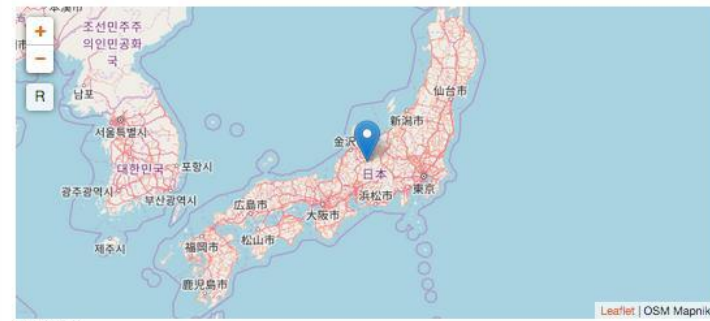 本溪市
조선민주주
의인민공화
국
+
−
R
남포
仙台市
서울특별시
新潟市
金沢
대한민국
포항시
日本
광주광역시
부산광역시
浜松市
東京
広島市
大阪市
제주시
福岡市
松山市
鹿児島市
Leaflet | OSM Mapnik